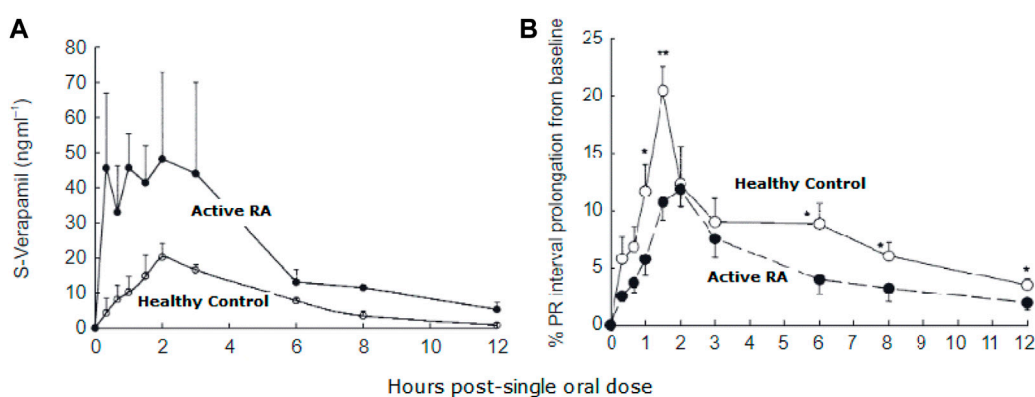 A
S-Verapamil (ngml⁻¹)
80
70
60
50
40
30
20
10
0
Active RA
Healthy Control
0 2 4 6 8 10 12
B
% PR interval prolongation from baseline
25
20
15
10
5
0
*
**
*
*
*
Healthy Control
Active RA
0 1 2 3 4 5 6 7 8 9 10 11 12
Hours post-single oral dose